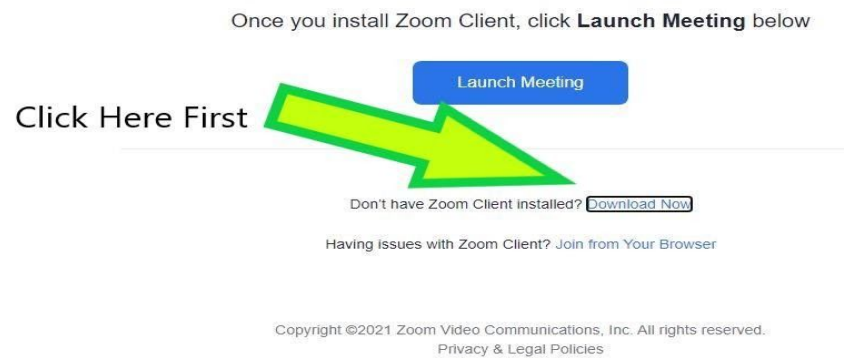 Once you install Zoom Client, click Launch Meeting below
Launch Meeting
Click Here First
Don't have Zoom Client installed? Download Now
Having issues with Zoom Client? Join from Your Browser
Copyright ©2021 Zoom Video Communications, Inc. All rights reserved.
Privacy & Legal Policies